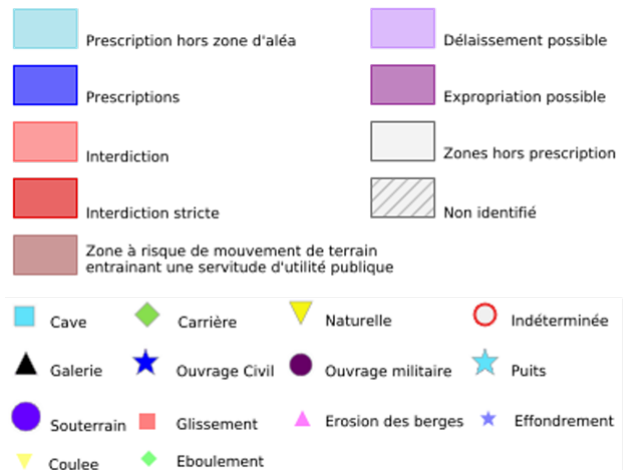 Prescription hors zone d'aléa
Délaissement possible
Prescriptions
Expropriation possible
Interdiction
Zones hors prescription
Interdiction stricte
Non identifié
Zone à risque de mouvement de terrain
entrainant une servitude d'utilité publique
Cave
Carrière
Naturelle
Indéterminée
Galerie
Ouvrage Civil
Ouvrage militaire
Puits
Souterrain
Glissement
Erosion des berges
Effondrement
Coulee
Eboulement